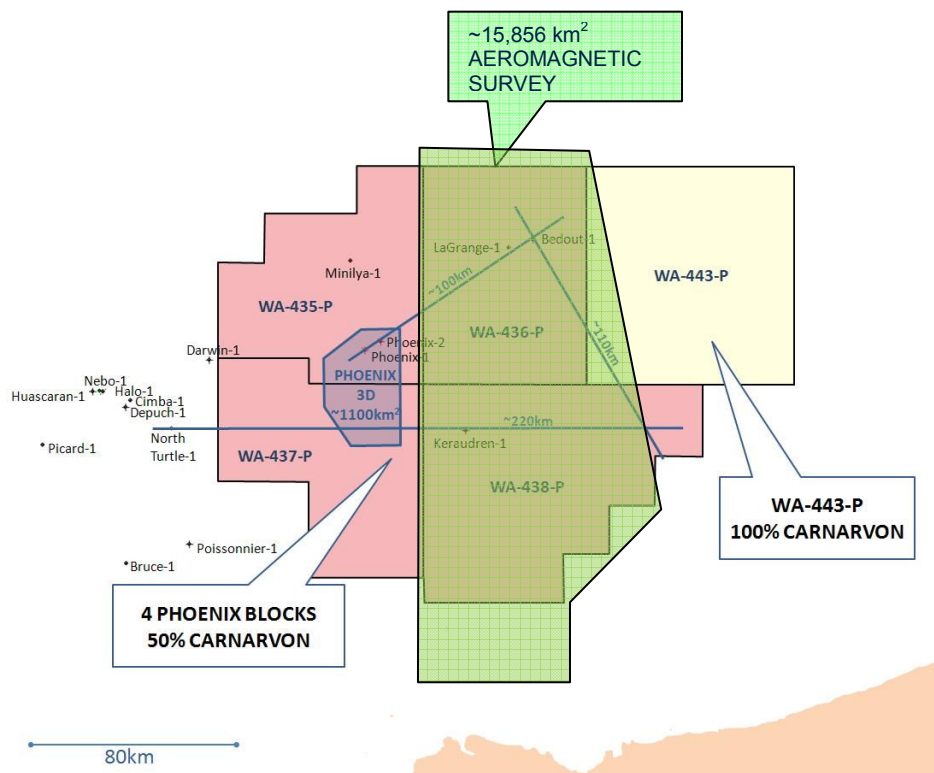 ~15,856 km²
AEROMAGNETIC
SURVEY
LaGrange-1
Bedout-1
Minilya-1
~100km
WA-443-P
WA-435-P
~110km
WA-436-P
Phoenix-2
Phoenix-1
Darwin-1
PHOENIX
3D
~1100km²
Nebo-1
Huascaran-1
Halo-1
Cimba-1
Depuch-1
~220km
North
Turtle-1
Keraudren-1
Picard-1
WA-437-P
WA-438-P
WA-443-P
100% CARNARVON
Poissonnier-1
Bruce-1
4 PHOENIX BLOCKS
50% CARNARVON
80km